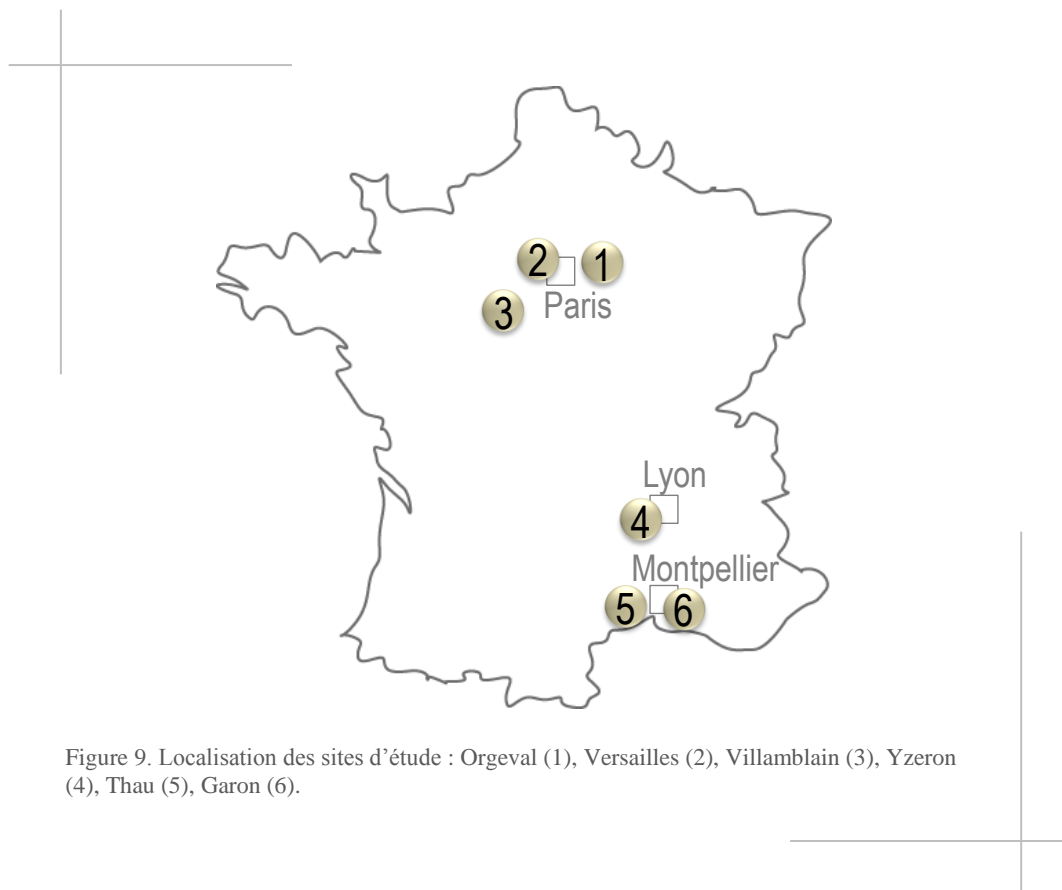 2
1
Paris
3
Lyon
4
Montpellier
5
6
Figure 9. Localisation des sites d’étude : Orgeval (1), Versailles (2), Villamblain (3), Yzeron
(4), Thau (5), Garon (6).